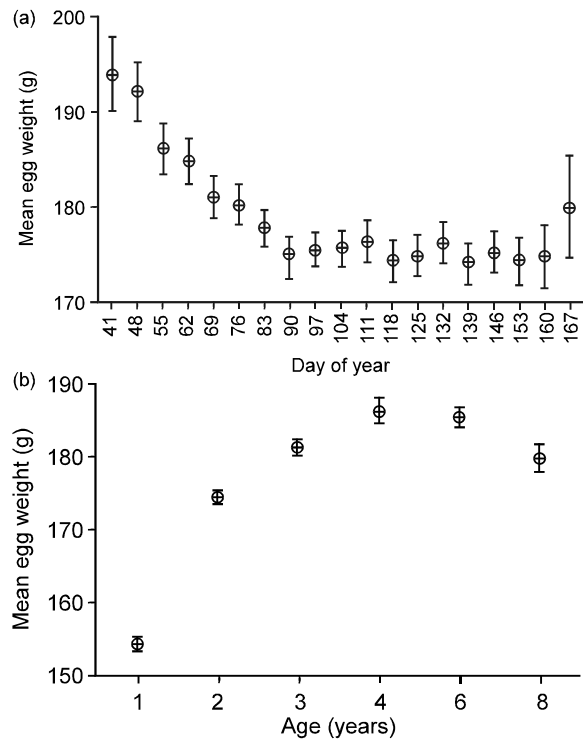 (a)
Mean egg weight (g)
200
190
180
170
41 48 55 62 69 76 83 90 97 104 111 118 125 132 139 146 153 160 167
Day of year
(b)
Mean egg weight (g)
190
180
170
160
150
1 2 3 4 6 8
Age (years)